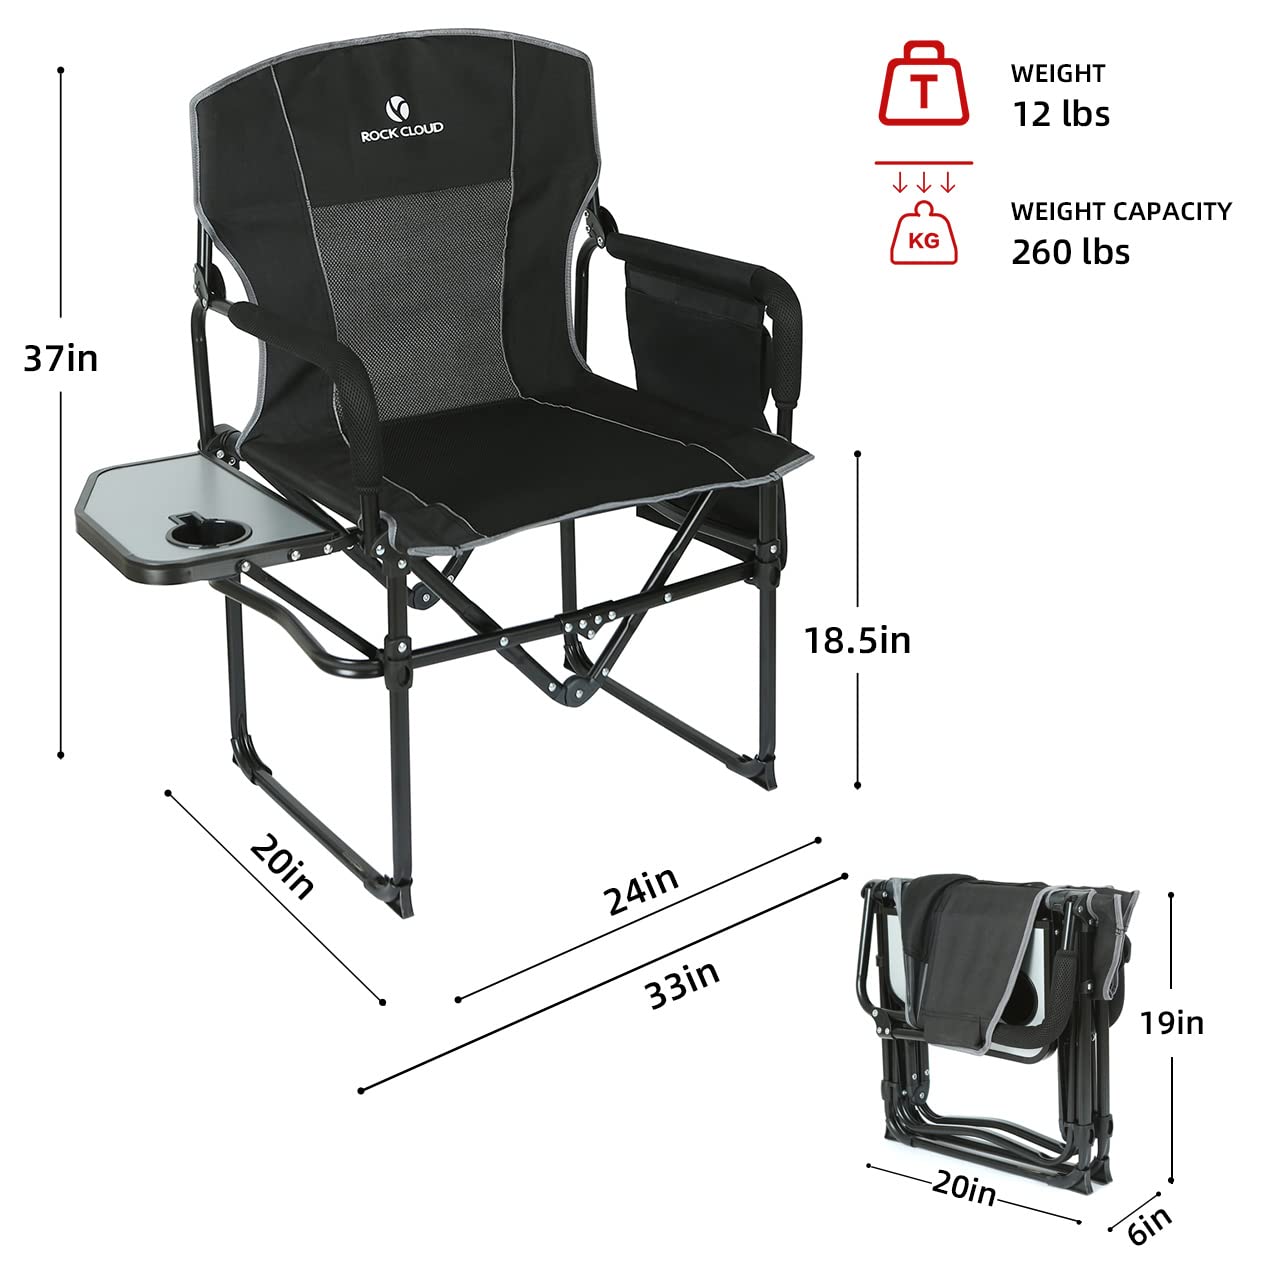 ROCK CLOUD
T
WEIGHT
12 lbs
KG
WEIGHT CAPACITY
260 lbs
37in
18.5in
20in
24in
33in
19in
20in
6in